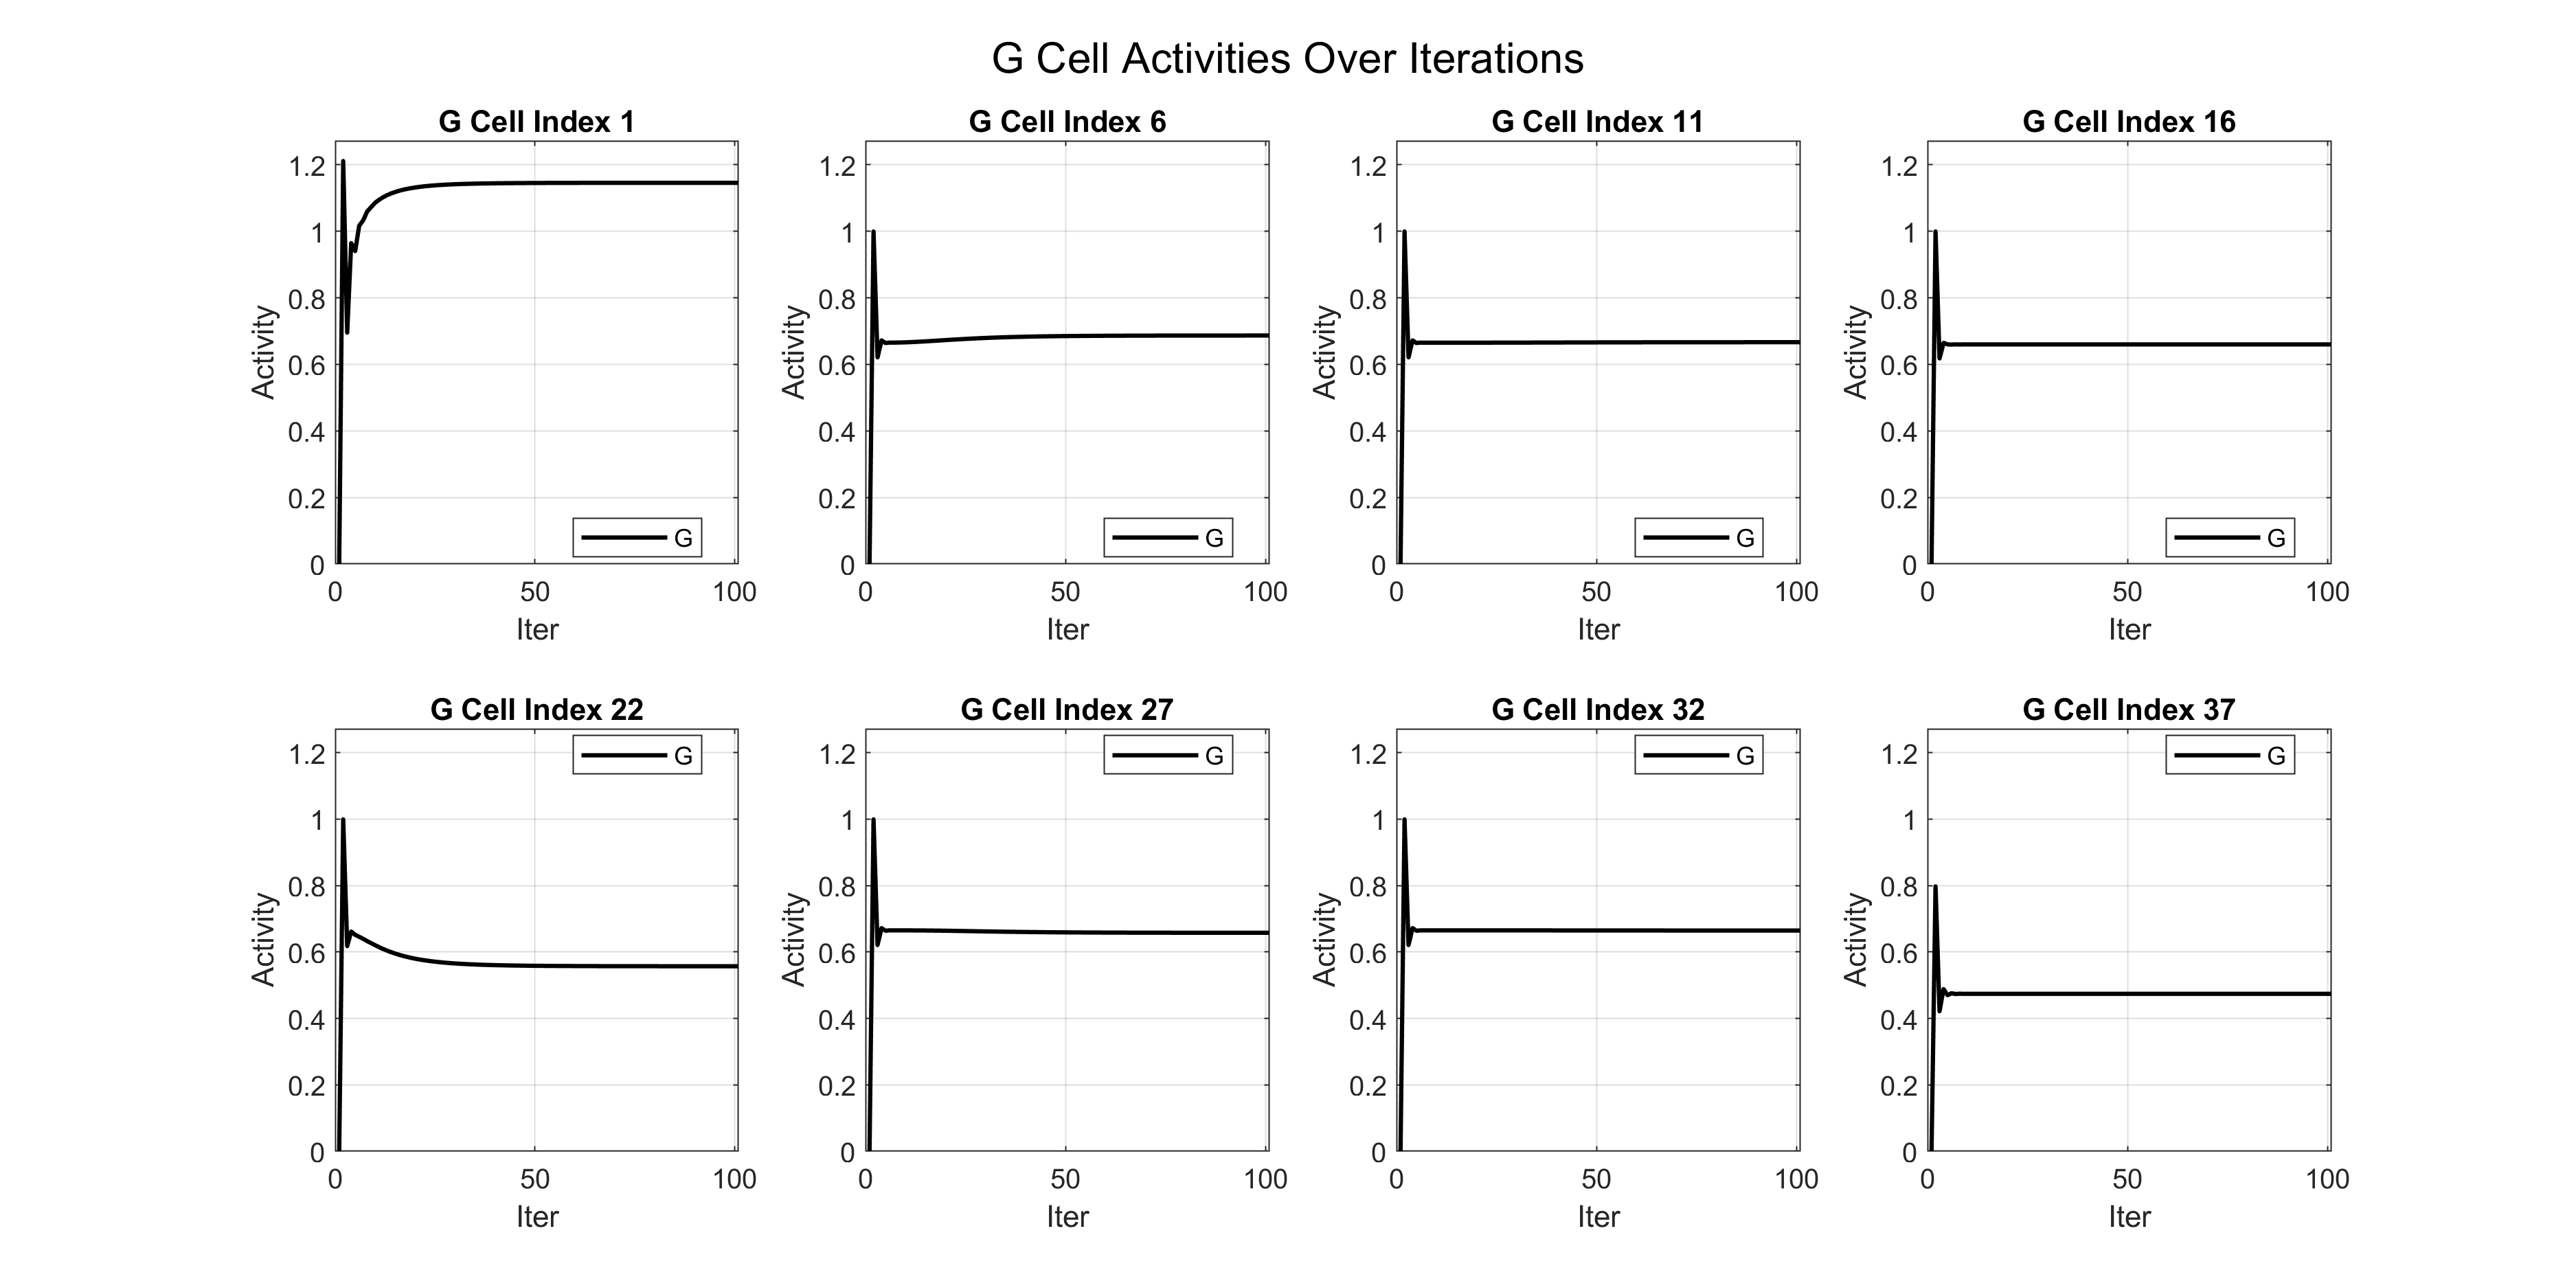 G Cell Activities Over Iterations
G Cell Index 1
1.2
1
0.8
0.6
0.4
0.2
0
Activity
G
0 50 100
Iter
G Cell Index 6
1.2
1
0.8
0.6
0.4
0.2
0
Activity
G
0 50 100
Iter
G Cell Index 11
1.2
1
0.8
0.6
0.4
0.2
0
Activity
G
0 50 100
Iter
G Cell Index 16
1.2
1
0.8
0.6
0.4
0.2
0
Activity
G
0 50 100
Iter
G Cell Index 22
G
1.2
1
0.8
0.6
0.4
0.2
0
Activity
0 50 100
Iter
G Cell Index 27
G
1.2
1
0.8
0.6
0.4
0.2
0
Activity
0 50 100
Iter
G Cell Index 32
G
1.2
1
0.8
0.6
0.4
0.2
0
Activity
0 50 100
Iter
G Cell Index 37
G
1.2
1
0.8
0.6
0.4
0.2
0
Activity
0 50 100
Iter